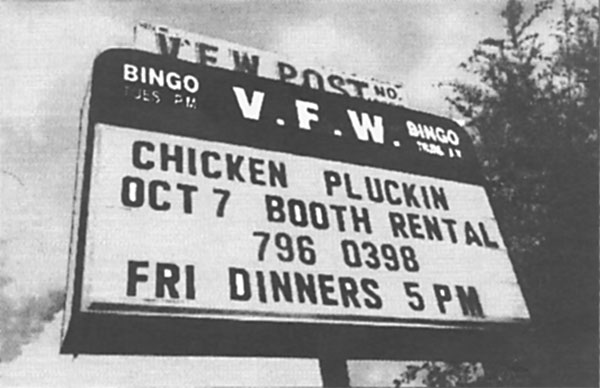 V.F.W. POST NO.
BINGO
TUES PM
V.F.W.
BINGO
CHICKEN PLUCKIN
OCT 7 BOOTH RENTAL
796 0398
FRI DINNERS 5 PM